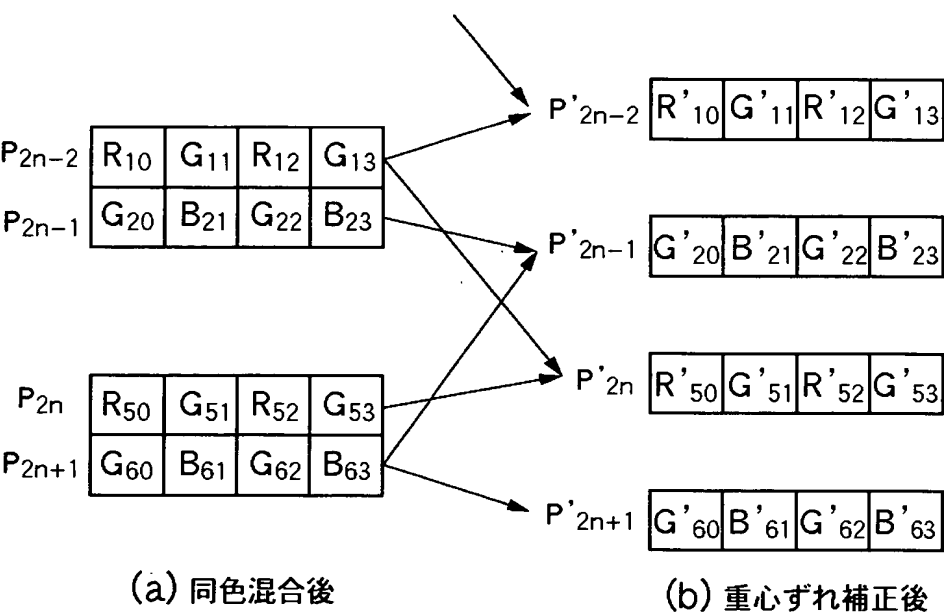 P2n-2 R10 G11 R12 G13
P2n-1 G20 B21 G22 B23
P2n R50 G51 R52 G53
P2n+1 G60 B61 G62 B63
(a) 同色混合後
P'2n-2 R'10 G'11 R'12 G'13
P'2n-1 G'20 B'21 G'22 B'23
P'2n R'50 G'51 R'52 G'53
P'2n+1 G'60 B'61 G'62 B'63
(b) 重心ずれ補正後